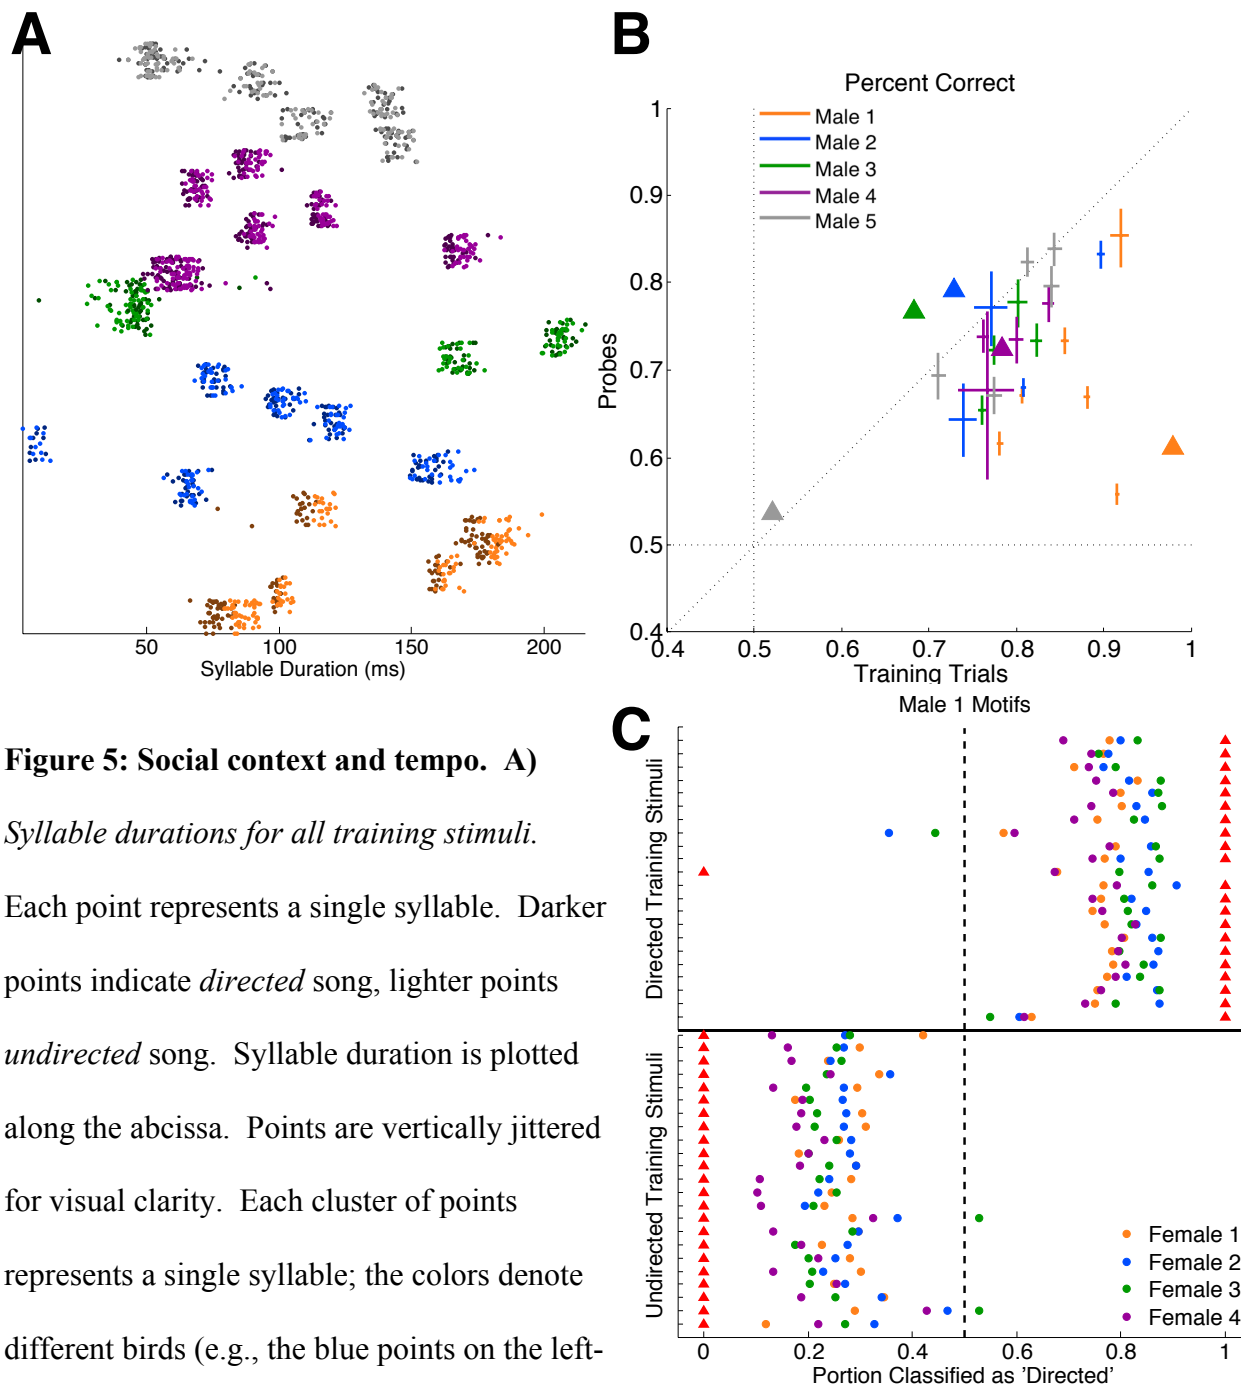 A
50
100
150
200
Syllable Duration (ms)
B
Percent Correct
1
0.9
0.8
0.7
0.6
0.5
0.4
Probes
Male 1
Male 2
Male 3
Male 4
Male 5
0.4
0.5
0.6
0.7
0.8
0.9
1
Training Trials
C
Male 1 Motifs
Directed Training Stimuli
Undirected Training Stimuli
Female 1
Female 2
Female 3
Female 4
0
0.2
0.4
0.6
0.8
1
Portion Classified as 'Directed'
Figure 5: Social context and tempo. A)
Syllable durations for all training stimuli.
Each point represents a single syllable. Darker
points indicate directed song, lighter points
undirected song. Syllable duration is plotted
along the abcissa. Points are vertically jittered
for visual clarity. Each cluster of points
represents a single syllable; the colors denote
different birds (e.g., the blue points on the left-